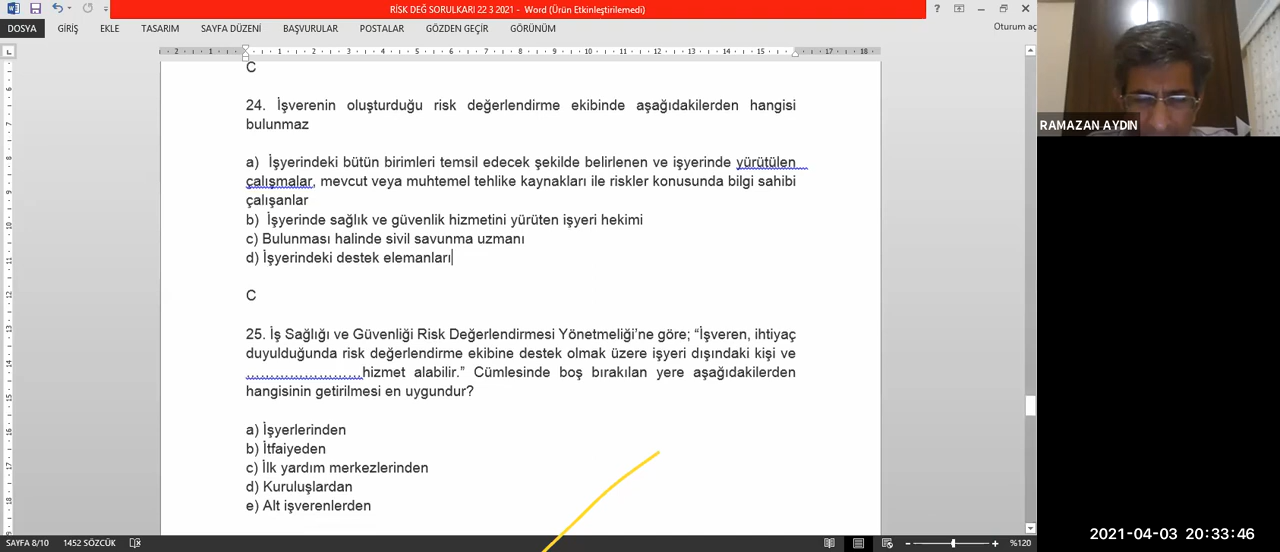 RİSK DEĞ SORULKARI 22 3 2021 - Word (Ürün Etkinleştirilemedi)
DOSYA GİRİŞ EKLE TASARIM SAYFA DÜZENİ BAŞVURULAR POSTALAR GÖZDEN GEÇİR GÖRÜNÜM Oturum aç
C
24. İşverenin oluşturduğu risk değerlendirme ekibinde aşağıdakilerden hangisi
bulunmaz
a) İşyerindeki bütün birimleri temsil edecek şekilde belirlenen ve işyerinde yürütülen
çalışmalar, mevcut veya muhtemel tehlike kaynakları ile riskler konusunda bilgi sahibi
çalışanlar
b) İşyerinde sağlık ve güvenlik hizmetini yürüten işyeri hekimi
c) Bulunması halinde sivil savunma uzmanı
d) İşyerindeki destek elemanları
C
25. İş Sağlığı ve Güvenliği Risk Değerlendirmesi Yönetmeliği’ne göre; “İşveren, ihtiyaç
duyulduğunda risk değerlendirme ekibine destek olmak üzere işyeri dışındaki kişi ve
........................hizmet alabilir.” Cümlesinde boş bırakılan yere aşağıdakilerden
hangisinin getirilmesi en uygundur?
a) İşyerlerinden
b) İtfaiyeden
c) İlk yardım merkezlerinden
d) Kuruluşlardan
e) Alt işverenlerden
SAYFA 8/10 1452 SÖZCÜK %120
RAMAZAN AYDIN
2021-04-03 20:33:46